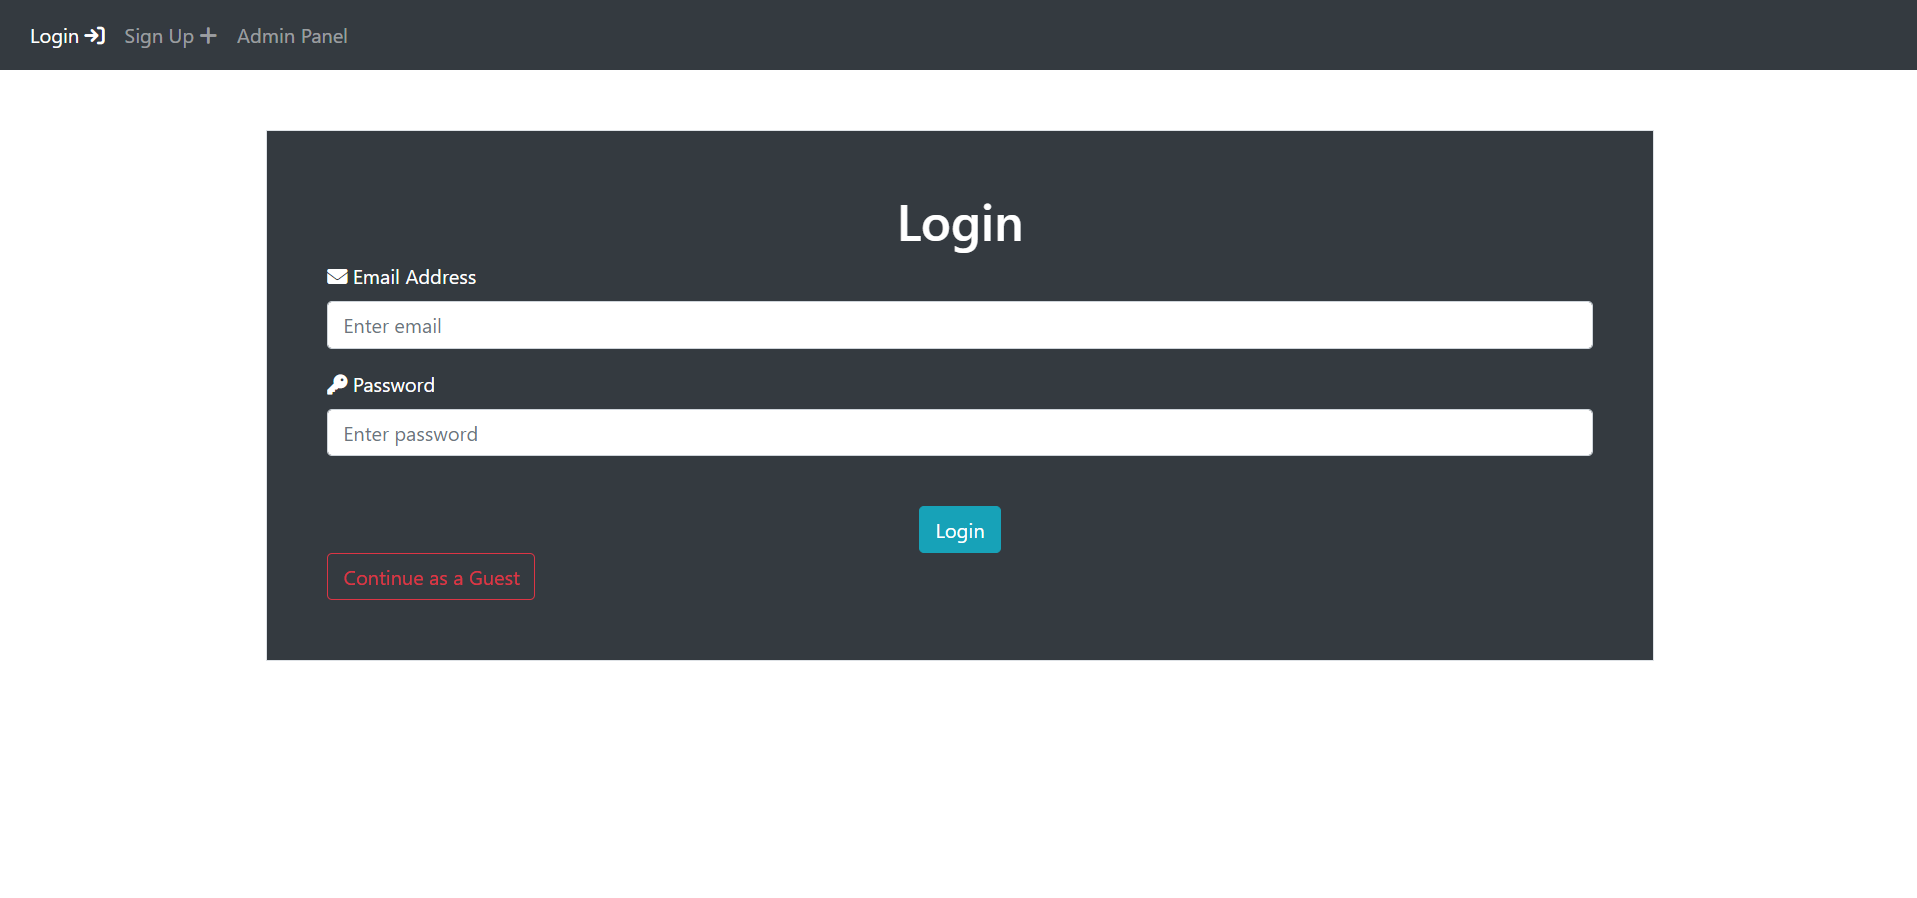 Login Sign Up Admin Panel
Login
Email Address
Enter email
Password
Enter password
Login
Continue as a Guest